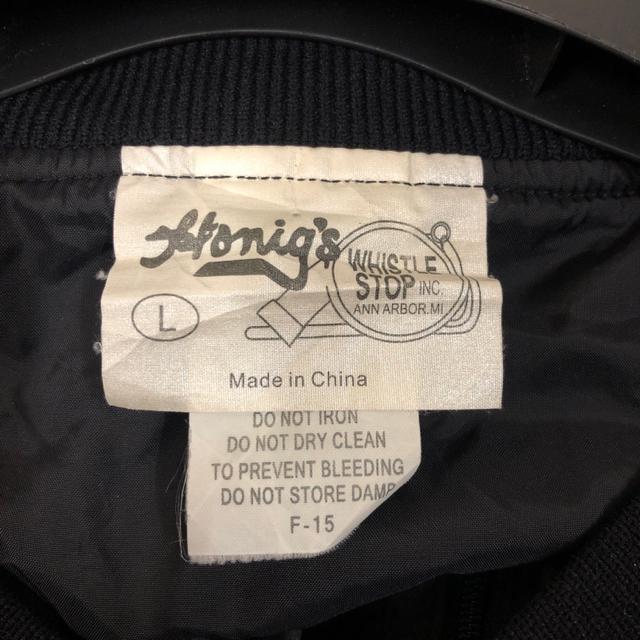 Honig's
WHISTLE
STOP INC.
ANN ARBOR.MI
L
Made in China
DO NOT IRON
DO NOT DRY CLEAN
TO PREVENT BLEEDING
DO NOT STORE DAMP
F-15